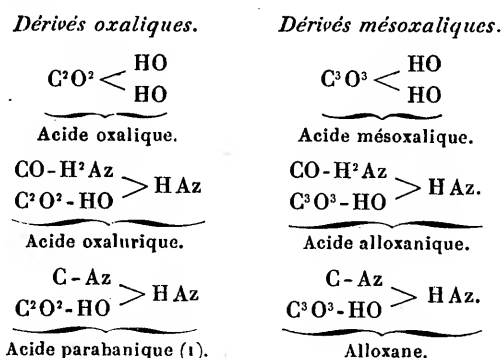 Dérivés oxaliques.
C²O² < HO
HO
Acide oxalique.
CO-H²Az
C²O²-HO > HAz
Acide oxalurique.
C-Az
C²O²-HO > HAz
Acide parabanique (1).
Dérivés mésoxaliques.
C³O³ < HO
HO
Acide mésoxalique.
CO-H²Az
C³O³-HO > HAz.
Acide alloxanique.
C-Az
C³O³-HO > HAz.
Alloxane.